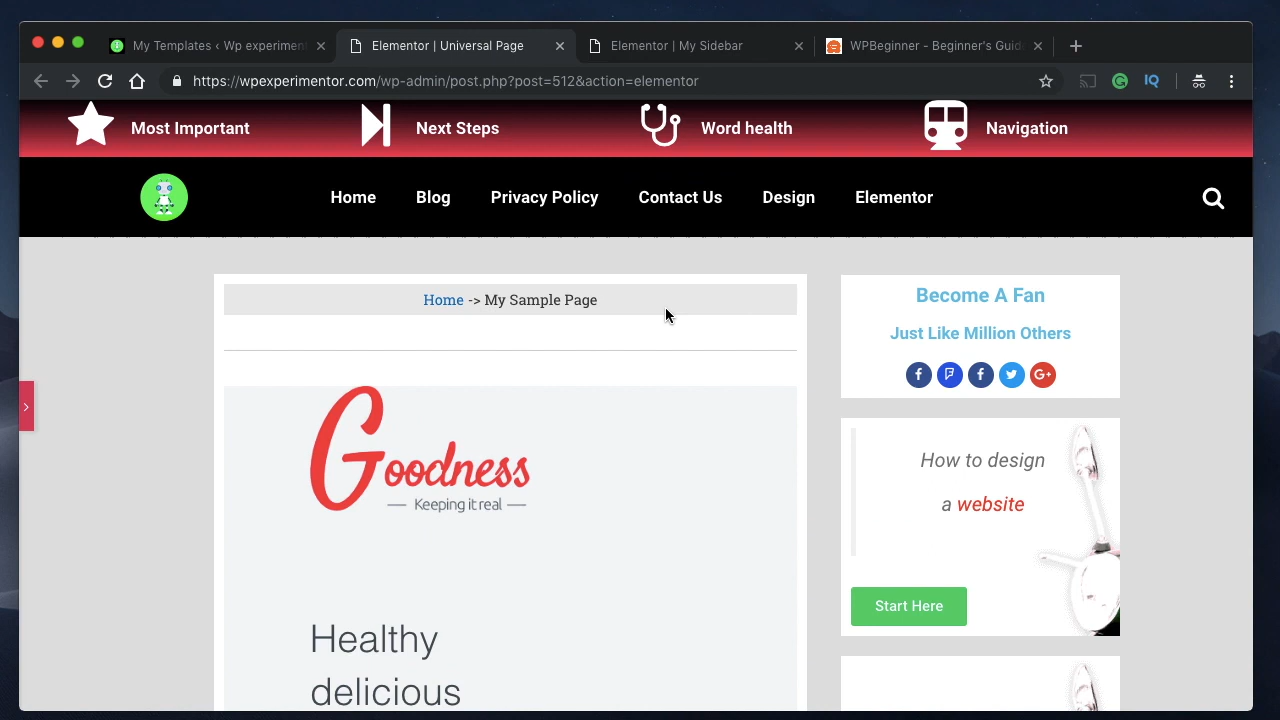 My Templates ‹ Wp experimen
Elementor | Universal Page
Elementor | My Sidebar
WPBeginner - Beginner's Guid
https://wpexperimentor.com/wp-admin/post.php?post=512&action=elementor
IQ
Most Important
Next Steps
Word health
Navigation
Home
Blog
Privacy Policy
Contact Us
Design
Elementor
Home -> My Sample Page
Become A Fan
Just Like Million Others
Goodness
Keeping it real
How to design
a website
Start Here
Healthy
delicious